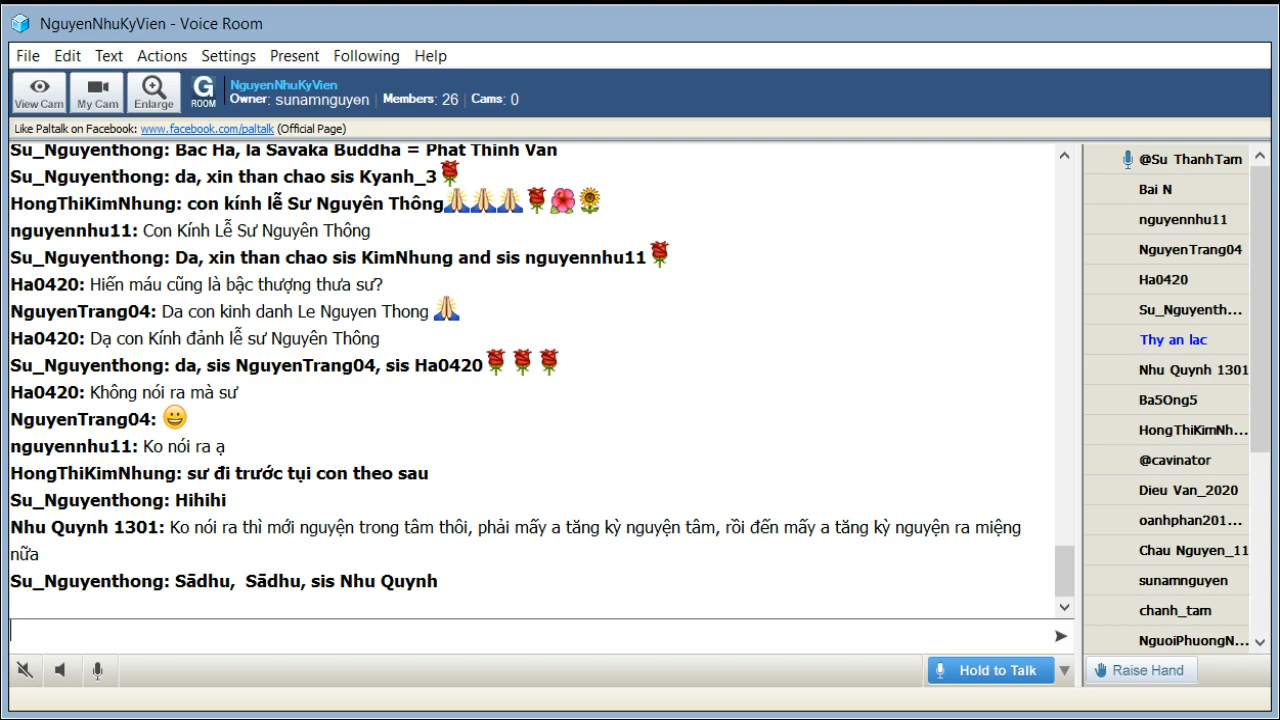 NguyenNhuKyVien - Voice Room
File Edit Text Actions Settings Present Following Help
View Cam My Cam Enlarge G ROOM
NguyenNhuKyVien
Owner: sunamnguyen | Members: 26 | Cams: 0
Like Paltalk on Facebook: www.facebook.com/paltalk (Official Page)
Su_Nguyenthong: Bac Ha, la Savaka Buddha = Phat Thinh Van
Su_Nguyenthong: da, xin than chao sis Kyanh_3
HongThiKimNhung: con kính lễ Sư Nguyên Thông
nguyennhu11: Con Kính Lễ Sư Nguyên Thông
Su_Nguyenthong: Da, xin than chao sis KimNhung and sis nguyennhu11
Ha0420: Hiến máu cũng là bậc thượng thưa sư?
NguyenTrang04: Da con kinh danh Le Nguyen Thong
Ha0420: Dạ con Kính đảnh lễ sư Nguyên Thông
Su_Nguyenthong: da, sis NguyenTrang04, sis Ha0420
Ha0420: Không nói ra mà sư
NguyenTrang04:
nguyennhu11: Ko nói ra ạ
HongThiKimNhung: sư đi trước tụi con theo sau
Su_Nguyenthong: Hihihi
Nhu Quynh 1301: Ko nói ra thì mới nguyện trong tâm thôi, phải mấy a tăng kỳ nguyện tâm, rồi đến mấy a tăng kỳ nguyện ra miệng
nữa
Su_Nguyenthong: Sādhu, Sādhu, sis Nhu Quynh
@Su ThanhTam
Bai N
nguyennhu11
NguyenTrang04
Ha0420
Su_Nguyenth...
Thy an lac
Nhu Quynh 1301
Ba5Ong5
HongThiKimNh...
@cavinator
Dieu Van_2020
oanhphan201...
Chau Nguyen_11
sunamnguyen
chanh_tam
NguoiPhuongN...
Hold to Talk
Raise Hand